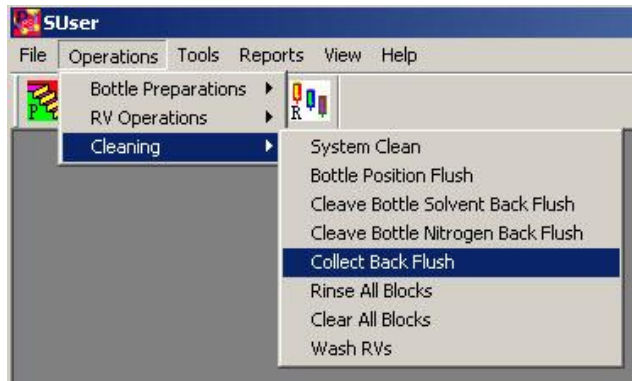 SUser
File Operations Tools Reports View Help
P R
Bottle Preparations
RV Operations
Cleaning
System Clean
Bottle Position Flush
Cleave Bottle Solvent Back Flush
Cleave Bottle Nitrogen Back Flush
Collect Back Flush
Rinse All Blocks
Clear All Blocks
Wash RVs